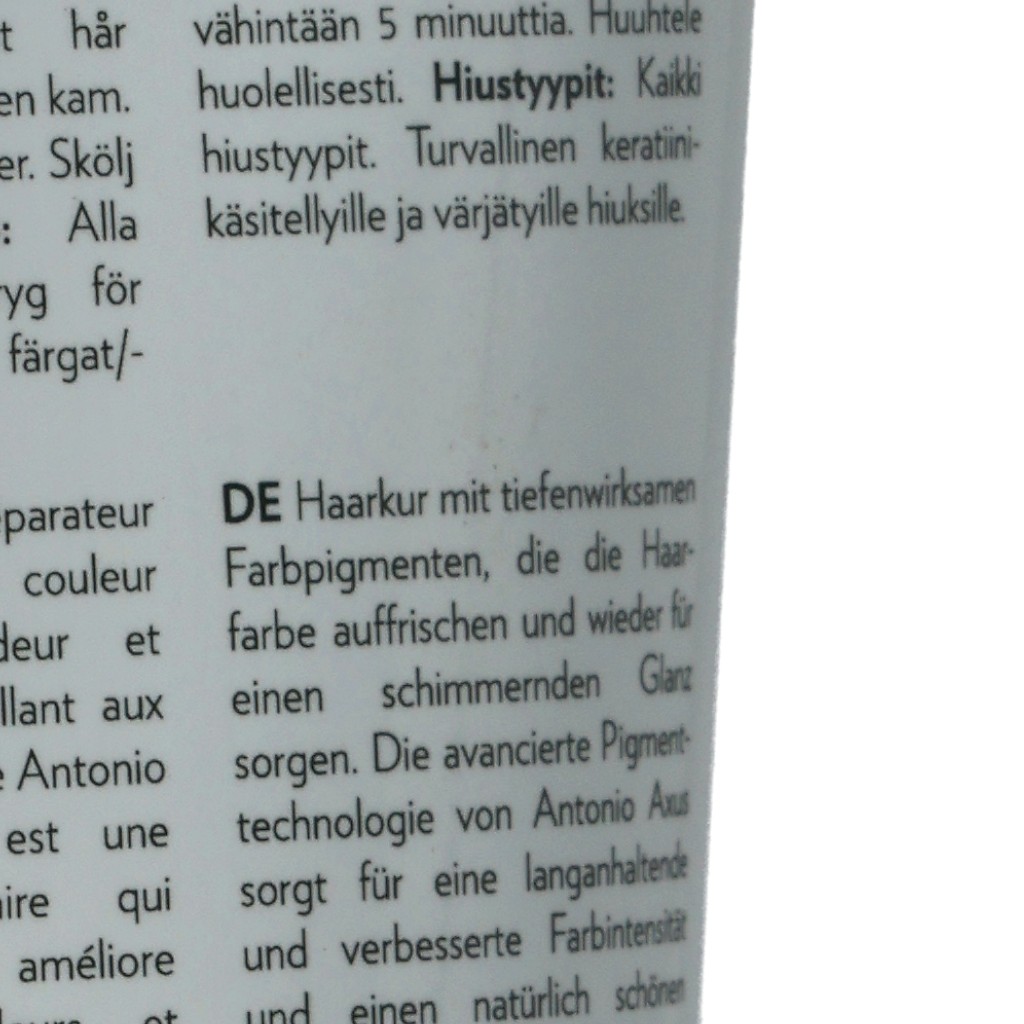 t hår
en kam.
er. Skölj
: Alla
yg för
färgat/-
vähintään 5 minuuttia. Huuhtele
huolellisesti. Hiustyypit: Kaikki
hiustyypit. Turvallinen keratiini-
käsitellyille ja värjätyille hiuksille.
parateur
couleur
deur et
llant aux
Antonio
est une
aire qui
améliore
et
DE Haarkur mit tiefenwirksamen
Farbpigmenten, die die Haar-
farbe auffrischen und wieder für
einen schimmernden Glanz
sorgen. Die avancierte Pigment-
technologie von Antonio Axus
sorgt für eine langanhaltende
und verbesserte Farbintensität
und einen natürlich schönen